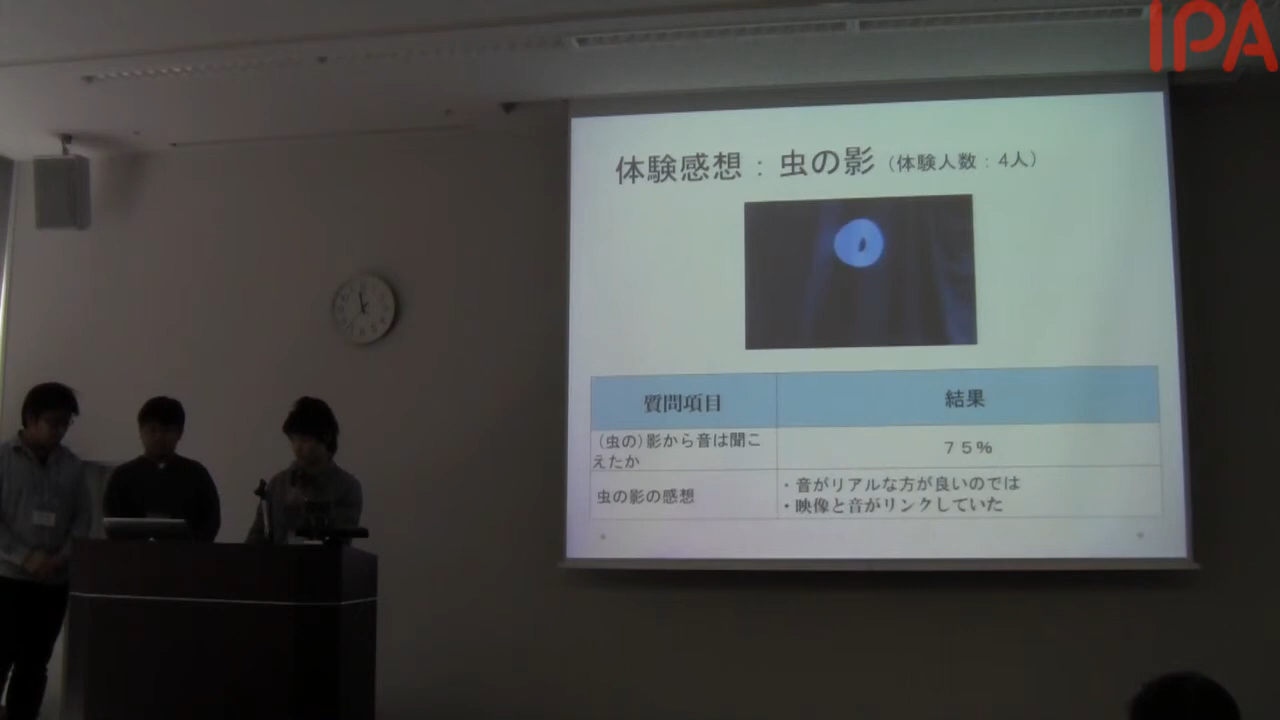 IPA
体験感想：虫の影（体験人数：4人）
質問項目
結果
（虫の）影から音は聞こ
えたか
７５％
虫の影の感想
・音がリアルな方が良いのでは
・映像と音がリンクしていた